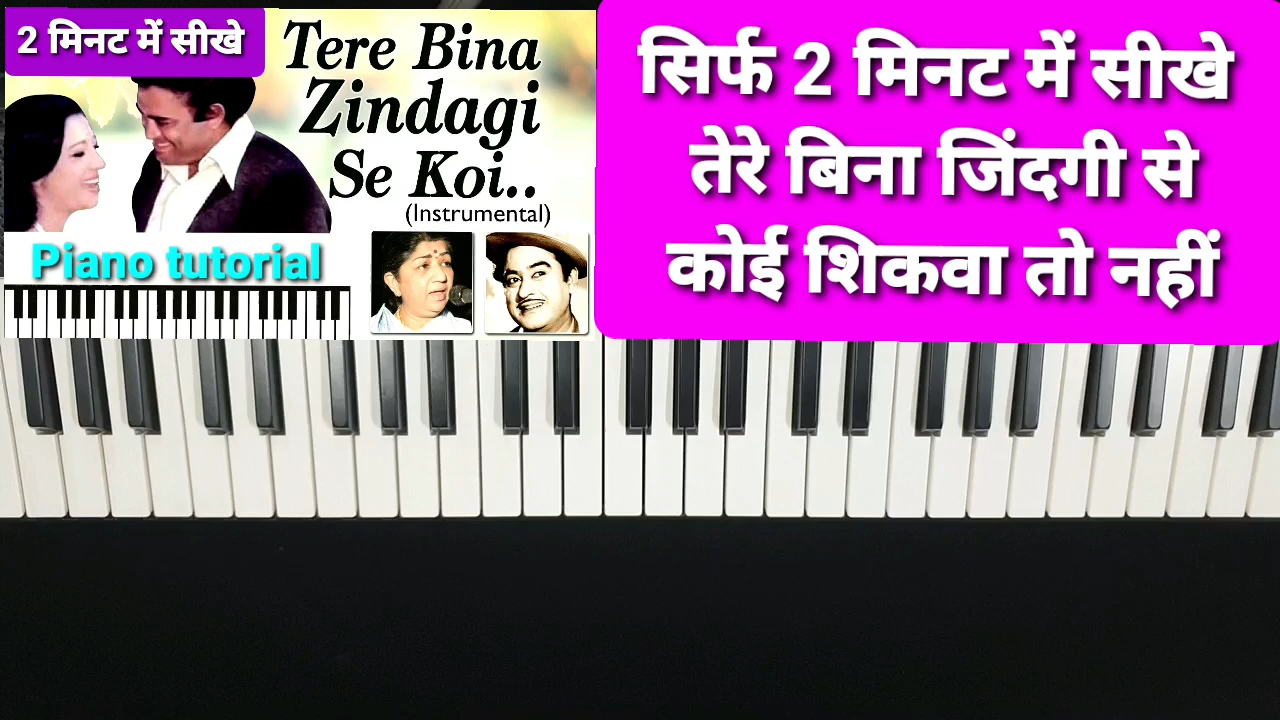 2 मिनट में सीखे
Tere Bina
Zindagi
Se Koi..
(Instrumental)
Piano tutorial
सिर्फ 2 मिनट में सीखे
तेरे बिना जिंदगी से
कोई शिकवा तो नहीं